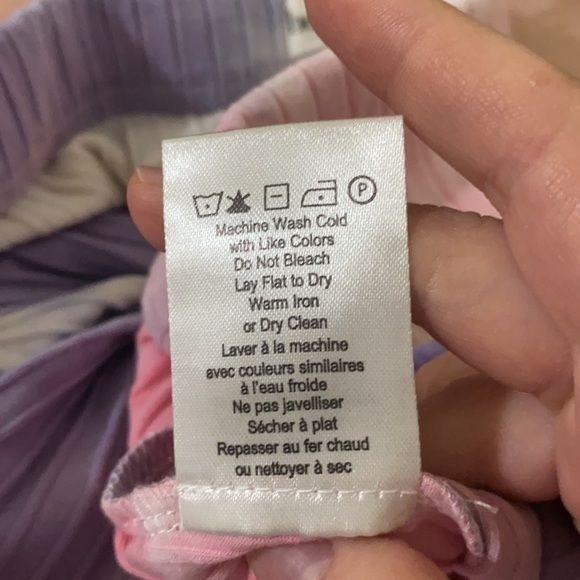 P
Machine Wash Cold
with Like Colors
Do Not Bleach
Lay Flat to Dry
Warm Iron
or Dry Clean
Laver à la machine
avec couleurs similaires
à l'eau froide
Ne pas javelliser
Sécher à plat
Repasser au fer chaud
ou nettoyer à sec